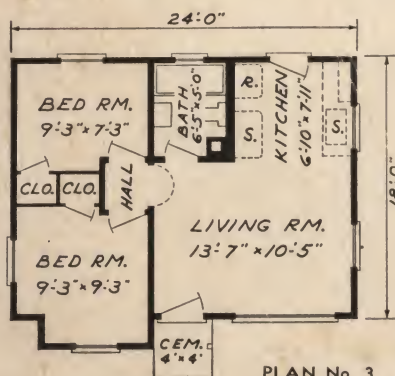 24'-0"
BED RM.
9'-3" x 7'-3"
BATH
6'-5" x 5'-0"
R.
S.
KITCHEN
6'-10" x 7'-11"
S.
18'-0"
CLO.
CLO.
HALL
LIVING RM.
13'-7" x 10'-5"
BED RM.
9'-3" x 9'-3"
CEM.
4' x 4'
PLAN No. 3